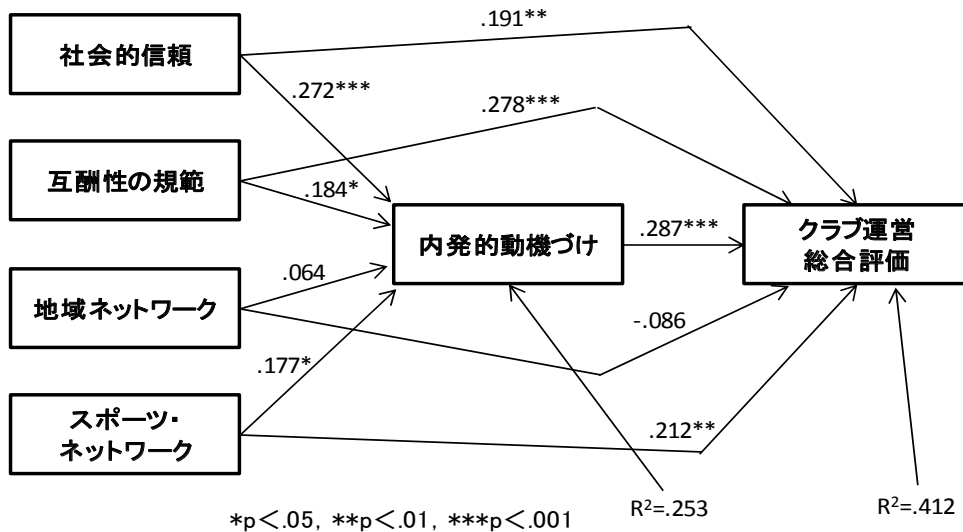 社会的信頼
.191**
.272***
.278***
互酬性の規範
.184*
内発的動機づけ
.287***
クラブ運営
総合評価
.064
地域ネットワーク
-.086
.177*
スポーツ・
ネットワーク
.212**
R²=.253
R²=.412
*p<.05, **p<.01, ***p<.001